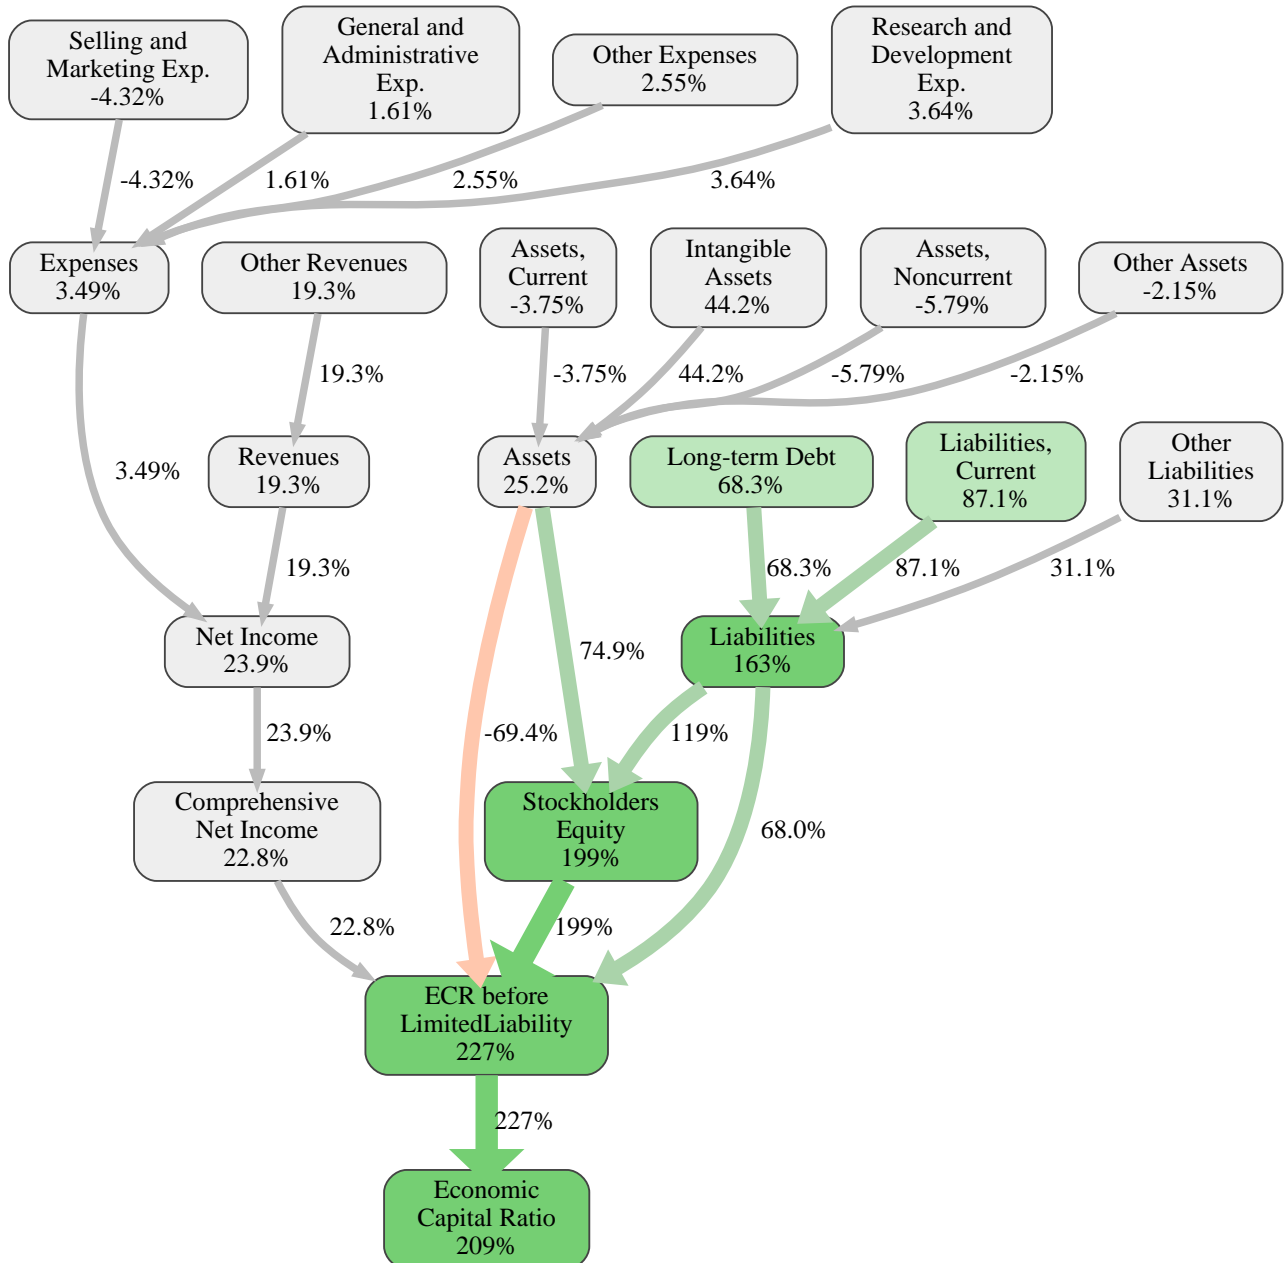 Selling and
Marketing Exp.
-4.32%
General and
Administrative
Exp.
1.61%
Other Expenses
2.55%
Research and
Development
Exp.
3.64%
-4.32%
1.61%
2.55%
3.64%
Expenses
3.49%
Other Revenues
19.3%
Assets,
Current
-3.75%
Intangible
Assets
44.2%
Assets,
Noncurrent
-5.79%
Other Assets
-2.15%
19.3%
-3.75%
44.2%
-5.79%
-2.15%
3.49%
Revenues
19.3%
Assets
25.2%
Long-term Debt
68.3%
Liabilities,
Current
87.1%
Other
Liabilities
31.1%
19.3%
68.3%
87.1%
31.1%
Net Income
23.9%
74.9%
Liabilities
163%
23.9%
-69.4%
119%
Comprehensive
Net Income
22.8%
Stockholders
Equity
199%
68.0%
22.8%
199%
ECR before
LimitedLiability
227%
227%
Economic
Capital Ratio
209%